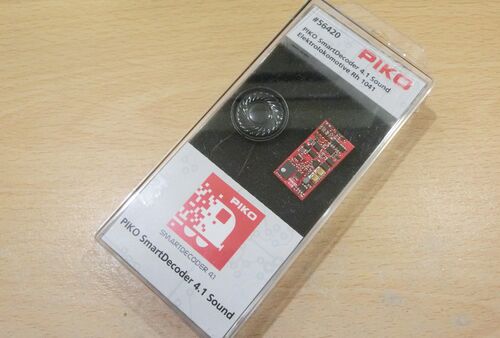 #56420
PIKO SmartDecoder 4.1 Sound
Elektrolokomotive Rh 1041
PIKO
PIKO
SMARTDECODER 4.1
PIKO SmartDecoder 4.1 Sound